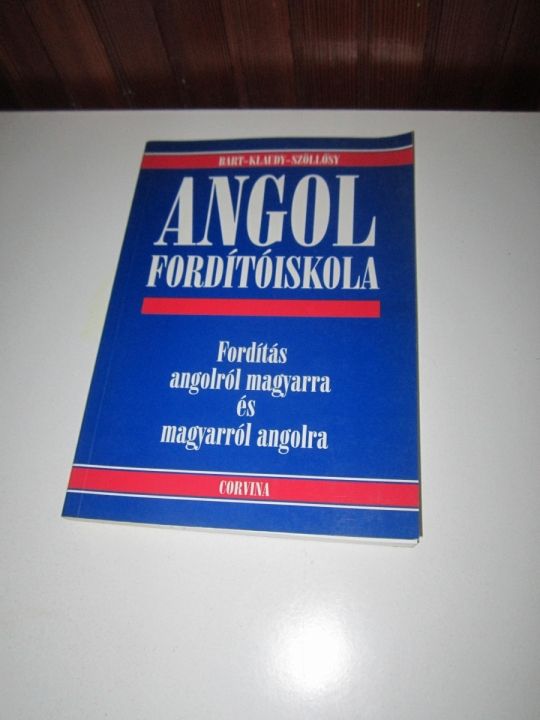 BART–KLAUDY–SZÖLLŐSY
ANGOL
FORDÍTÓISKOLA
Fordítás
angolról magyarra
és
magyarról angolra
CORVINA